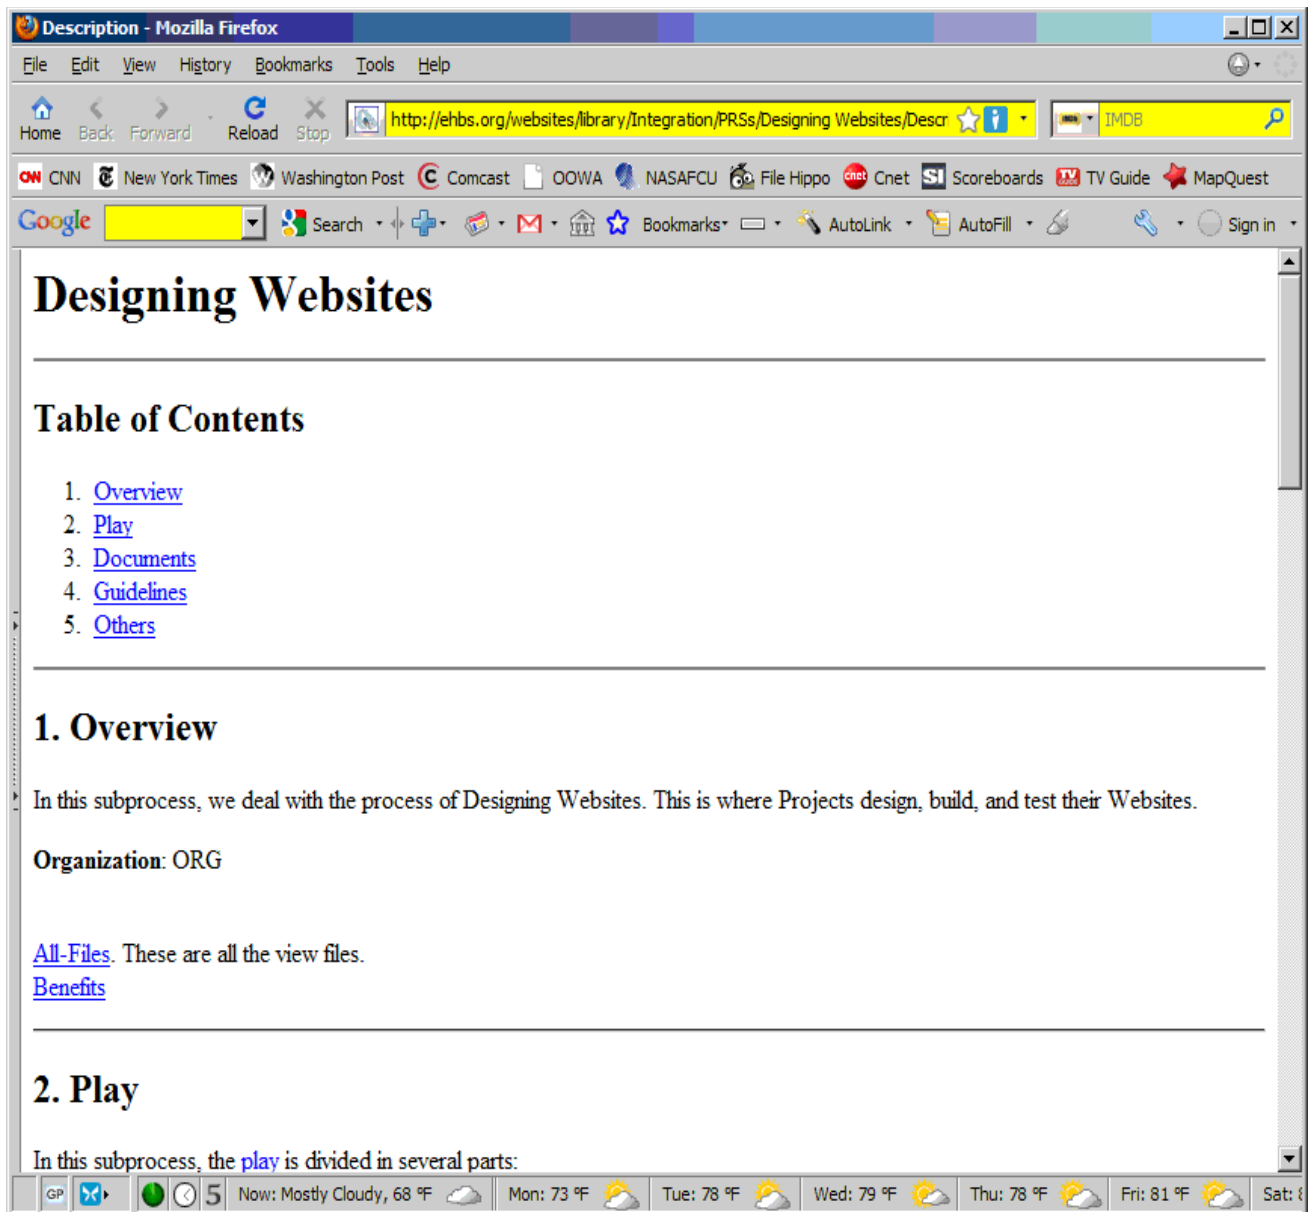 Description - Mozilla Firefox
File Edit View History Bookmarks Tools Help
Home Back Forward Reload Stop http://ehbs.org/websites/library/Integration/PRSs/Designing Websites/Descr IMDB
CNN New York Times Washington Post Comcast OOWA NASAFCU File Hippo Cnet Scoreboards TV Guide MapQuest
Google Search Bookmarks AutoLink AutoFill Sign in
Designing Websites
Table of Contents
1. Overview
2. Play
3. Documents
4. Guidelines
5. Others
1. Overview
In this subprocess, we deal with the process of Designing Websites. This is where Projects design, build, and test their Websites.
Organization: ORG
All-Files. These are all the view files.
Benefits
2. Play
In this subprocess, the play is divided in several parts:
GP 5 Now: Mostly Cloudy, 68 °F Mon: 73 °F Tue: 78 °F Wed: 79 °F Thu: 78 °F Fri: 81 °F Sat: